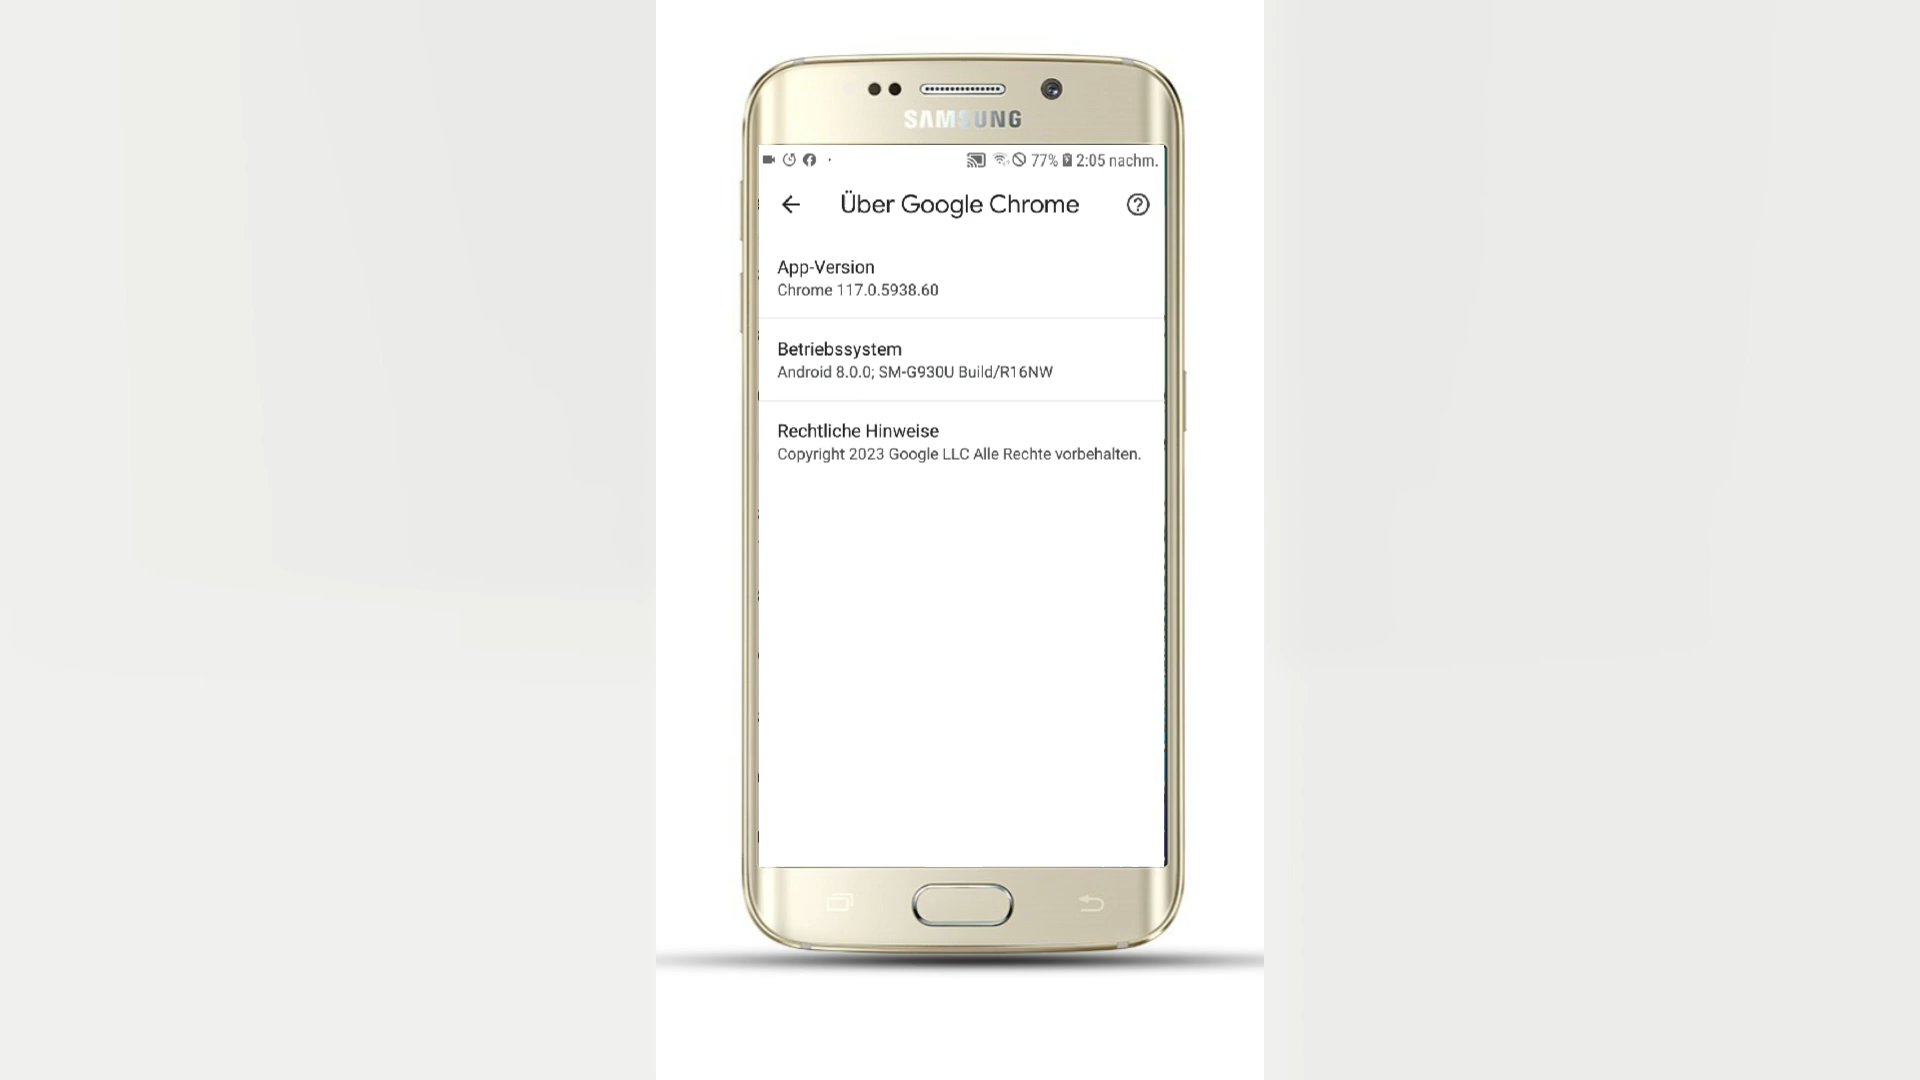 SAMSUNG
77% 2:05 nachm.
Über Google Chrome
App-Version
Chrome 117.0.5938.60
Betriebssystem
Android 8.0.0; SM-G930U Build/R16NW
Rechtliche Hinweise
Copyright 2023 Google LLC Alle Rechte vorbehalten.